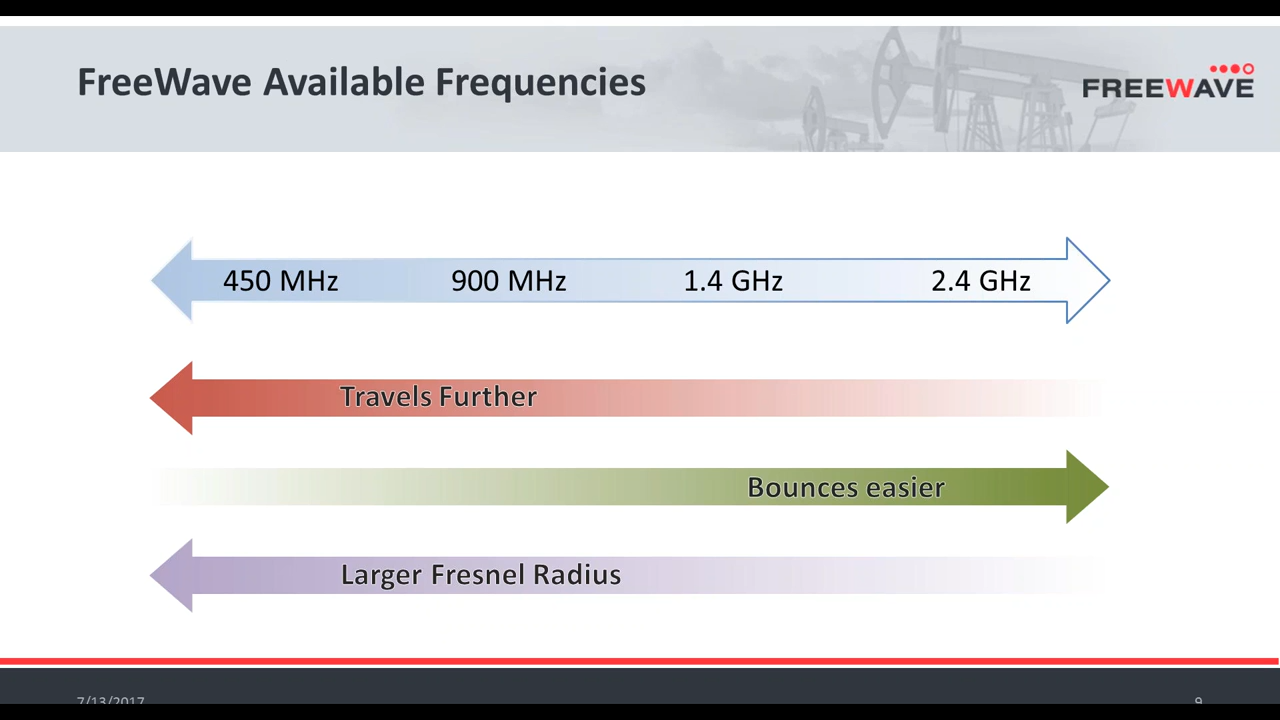 FreeWave Available Frequencies
FREEWAVE
450 MHz 900 MHz 1.4 GHz 2.4 GHz
Travels Further
Bounces easier
Larger Fresnel Radius
7/13/2017 9